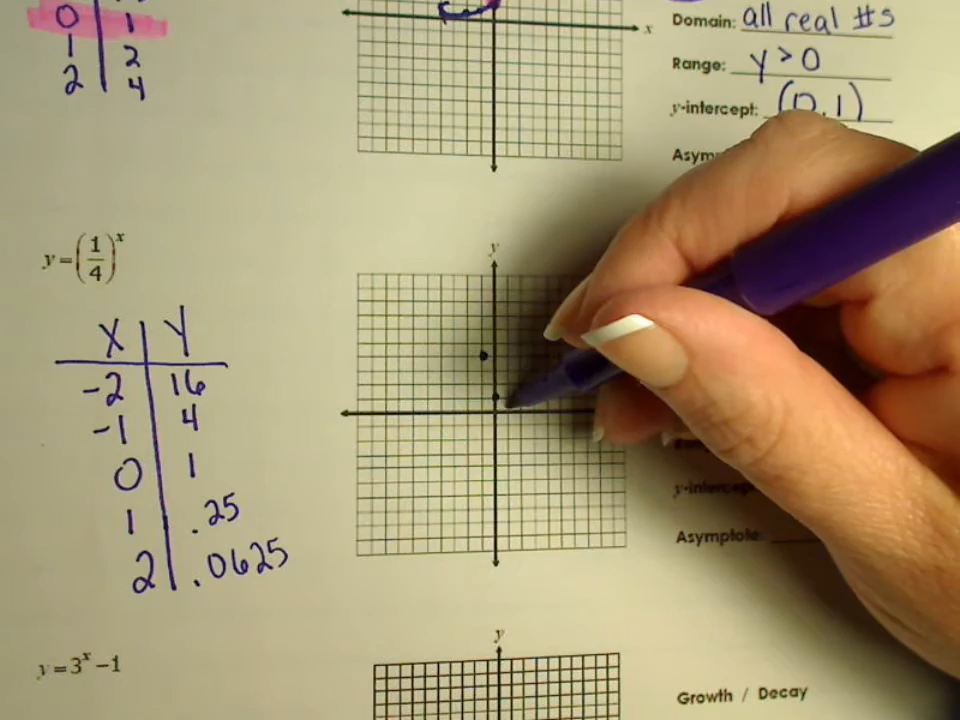 0 1
1 2
2 4
x
Domain: all real #s
Range: y > 0
y-intercept: (0,1)
y = (1/4)^x
X Y
-2 16
-1 4
0 1
1 .25
2 .0625
y
Asymptote:
y = 3^x - 1
y
Growth / Decay